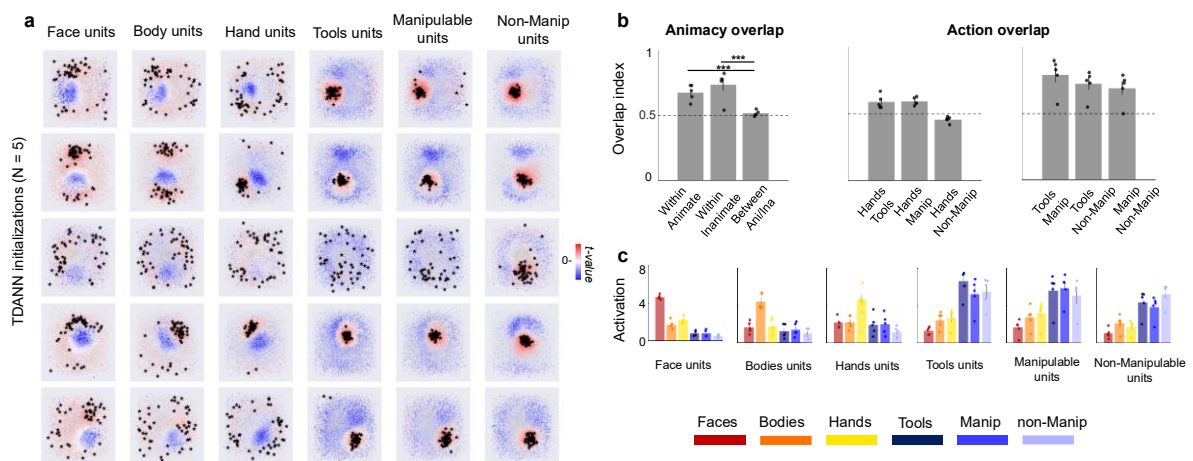 a
Face units
Body units
Hand units
Tools units
Manipulable
units
Non-Manip
units
TDANN initializations (N = 5)
0-
t-value
b
Animacy overlap
Action overlap
Overlap index
1
0.5
0
***
***
Within
Animate
Within
Inanimate
Between
Ani/Ina
Hands
Tools
Hands
Manip
Hands
Non-Manip
Tools
Manip
Tools
Non-Manip
Manip
Non-Manip
c
Activation
8
4
0
Face units
Bodies units
Hands units
Tools units
Manipulable
units
Non-Manipulable
units
Faces
Bodies
Hands
Tools
Manip
non-Manip